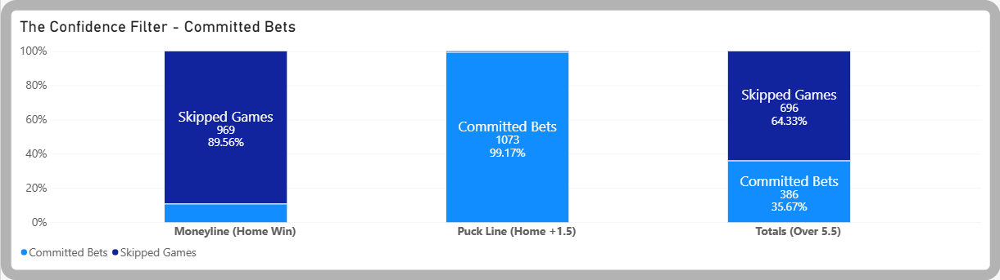 The Confidence Filter - Committed Bets
100%
80%
60%
40%
20%
0%
Skipped Games
969
89.56%
Committed Bets
1073
99.17%
Skipped Games
696
64.33%
Committed Bets
386
35.67%
Moneyline (Home Win)
Puck Line (Home +1.5)
Totals (Over 5.5)
Committed Bets
Skipped Games